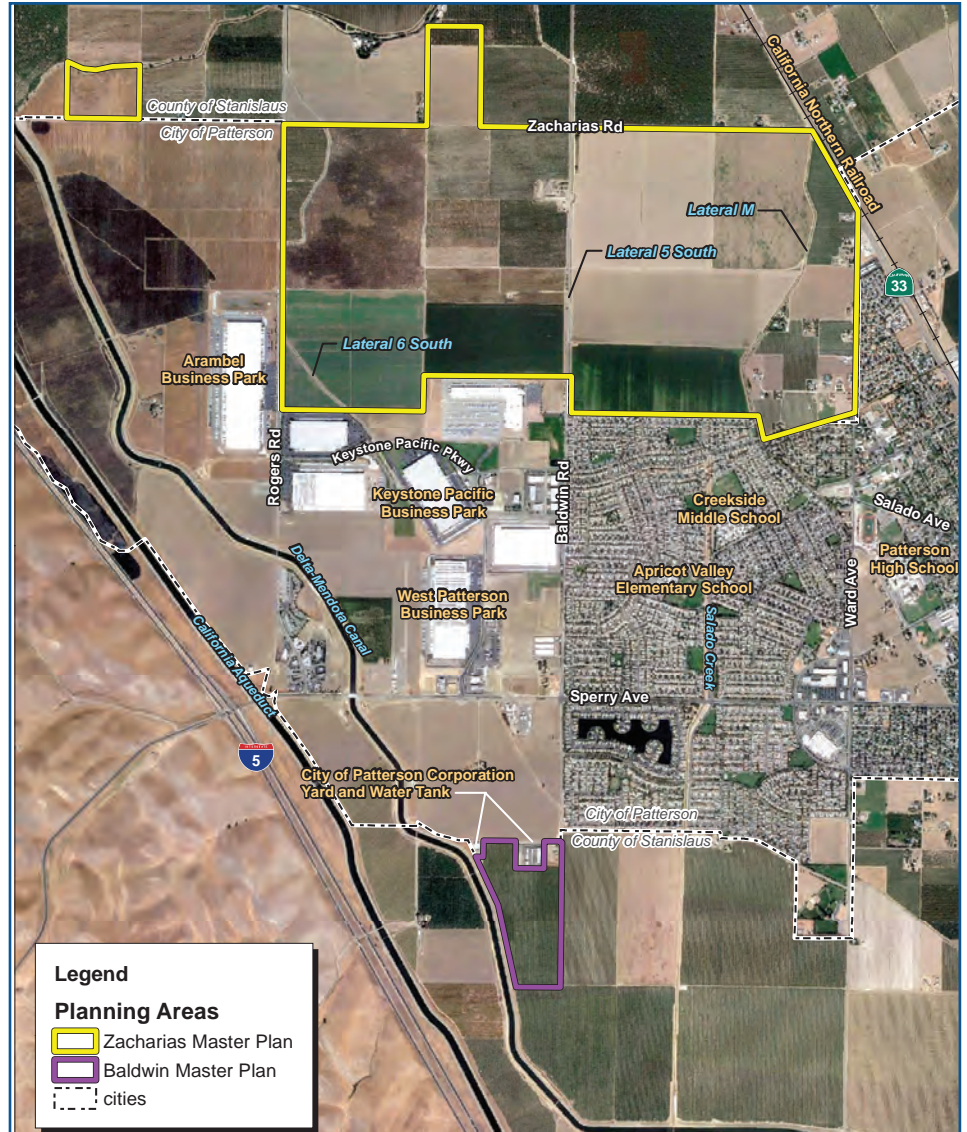 California Northern Railroad
County of Stanislaus
City of Patterson
Zacharias Rd
Lateral M
Lateral 5 South
33
Lateral 6 South
Arambel
Business Park
Rogers Rd
Keystone Pacific Pkwy
Keystone Pacific
Business Park
Baldwin Rd
Creekside
Middle School
Salado Ave
Patterson
High School
Ward Ave
Apricot Valley
Elementary School
Salado Creek
West Patterson
Business Park
Delta-Mendota Canal
California Aqueduct
Sperry Ave
5
City of Patterson Corporation
Yard and Water Tank
City of Patterson
County of Stanislaus
Legend
Planning Areas
Zacharias Master Plan
Baldwin Master Plan
cities